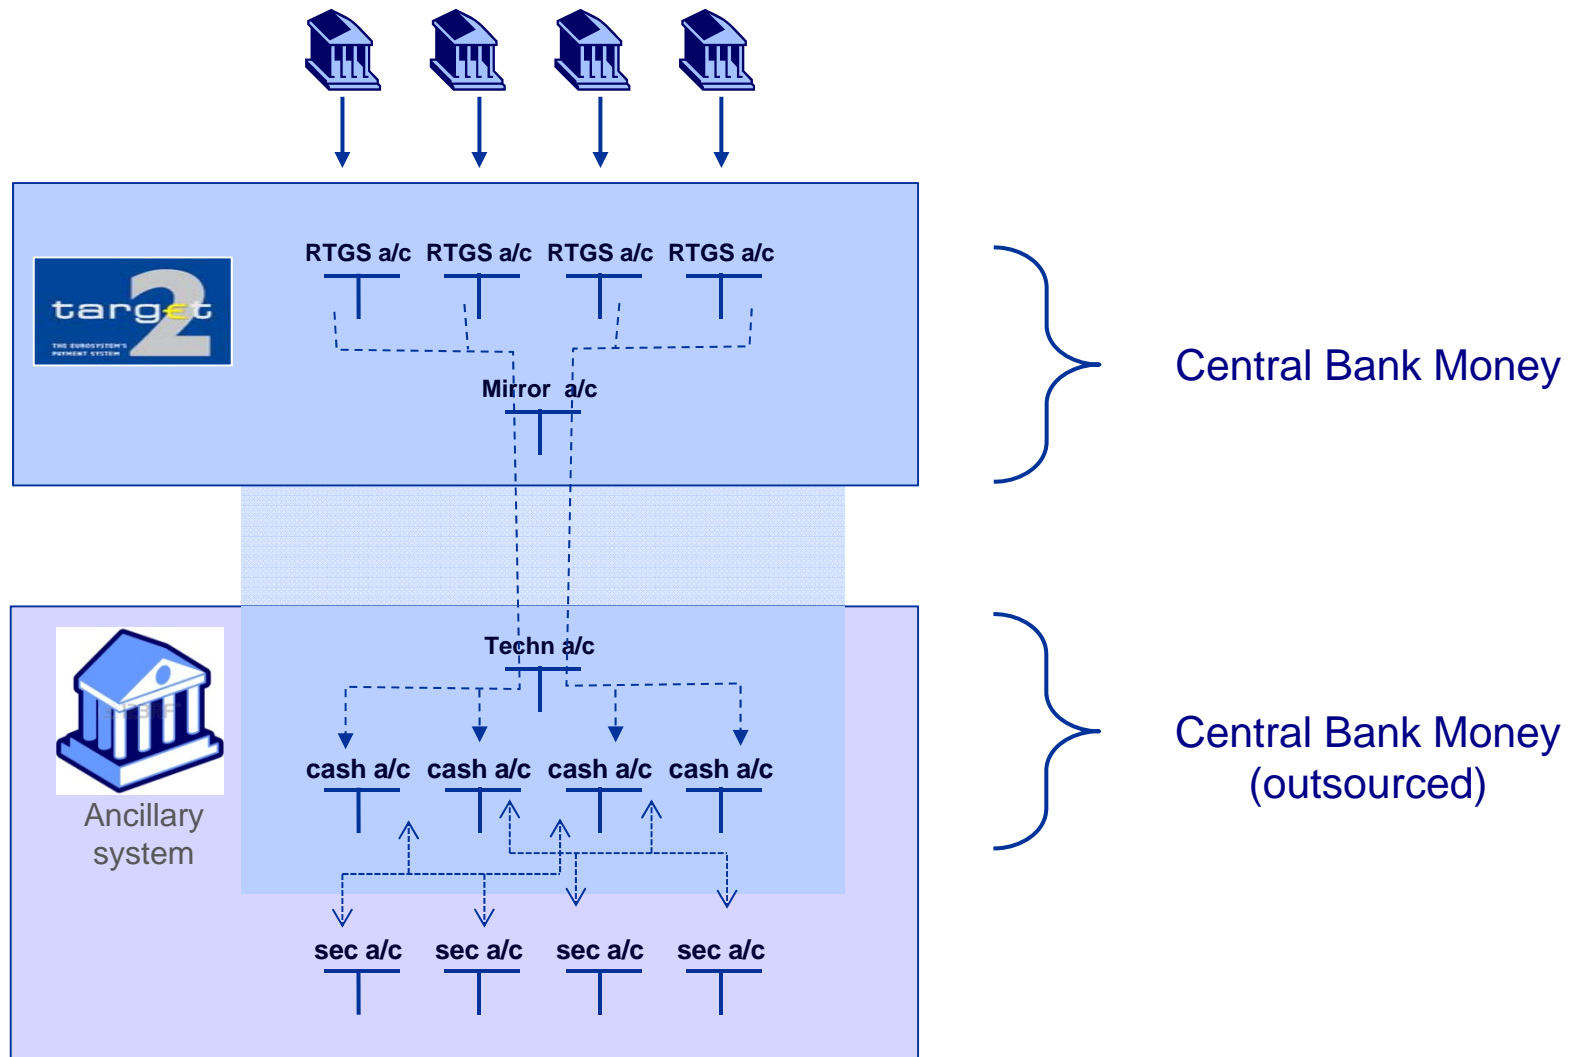 RTGS a/c RTGS a/c RTGS a/c RTGS a/c
target
2
THE EUROSYSTEM'S
PAYMENT SYSTEM
Mirror a/c
Central Bank Money
Techn a/c
cash a/c cash a/c cash a/c cash a/c
Ancillary
system
Central Bank Money
(outsourced)
sec a/c sec a/c sec a/c sec a/c